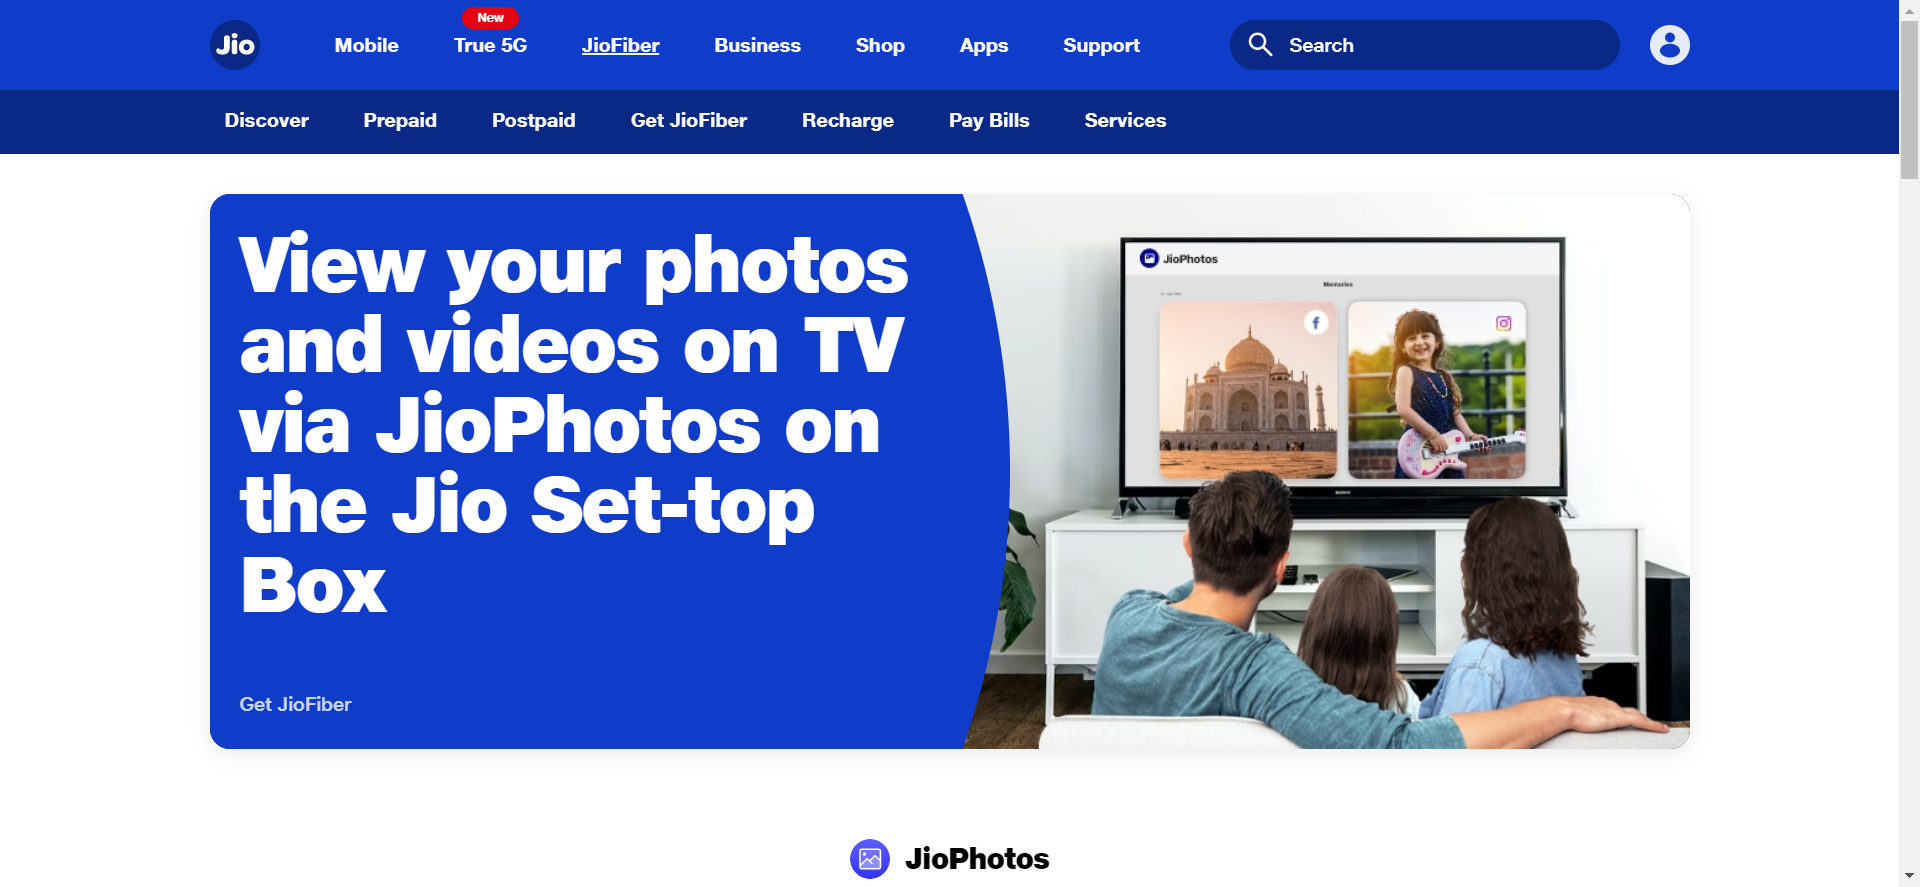 Jio
Mobile
New
True 5G
JioFiber
Business
Shop
Apps
Support
Search
Discover
Prepaid
Postpaid
Get JioFiber
Recharge
Pay Bills
Services
View your photos
and videos on TV
via JioPhotos on
the Jio Set-top
Box
Get JioFiber
JioPhotos
Memories
SONY
JioPhotos